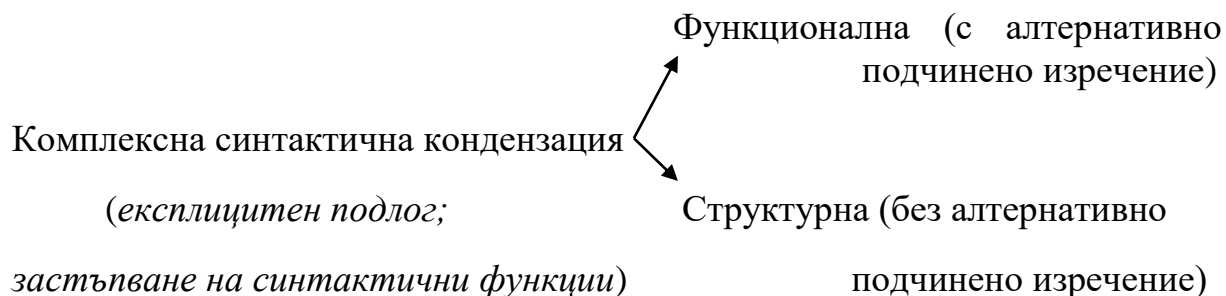 Функционална (с алтернативно
подчинено изречение)
Комплексна синтактична кондензация
(експлицитен подлог; Структурна (без алтернативно
застъпване на синтактични функции) подчинено изречение)